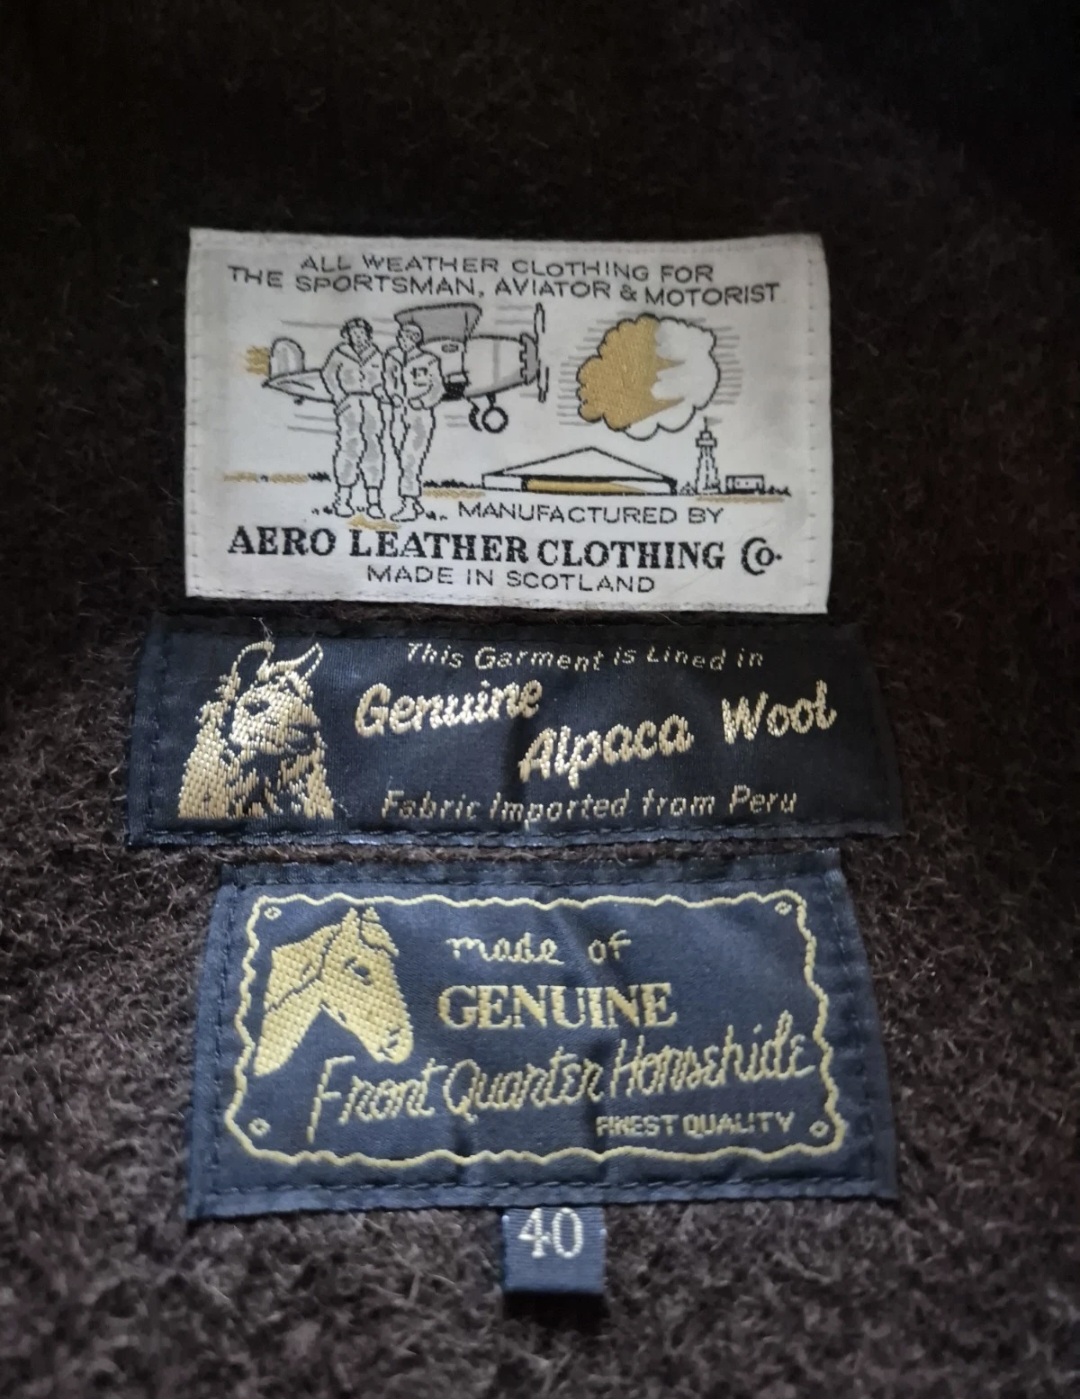 ALL WEATHER CLOTHING FOR
THE SPORTSMAN, AVIATOR & MOTORIST
MANUFACTURED BY
AERO LEATHER CLOTHING Co.
MADE IN SCOTLAND
This Garment is Lined in
Genuine
Alpaca Wool
Fabric Imported from Peru
made of
GENUINE
Front Quarter Horsehide
FINEST QUALITY
40